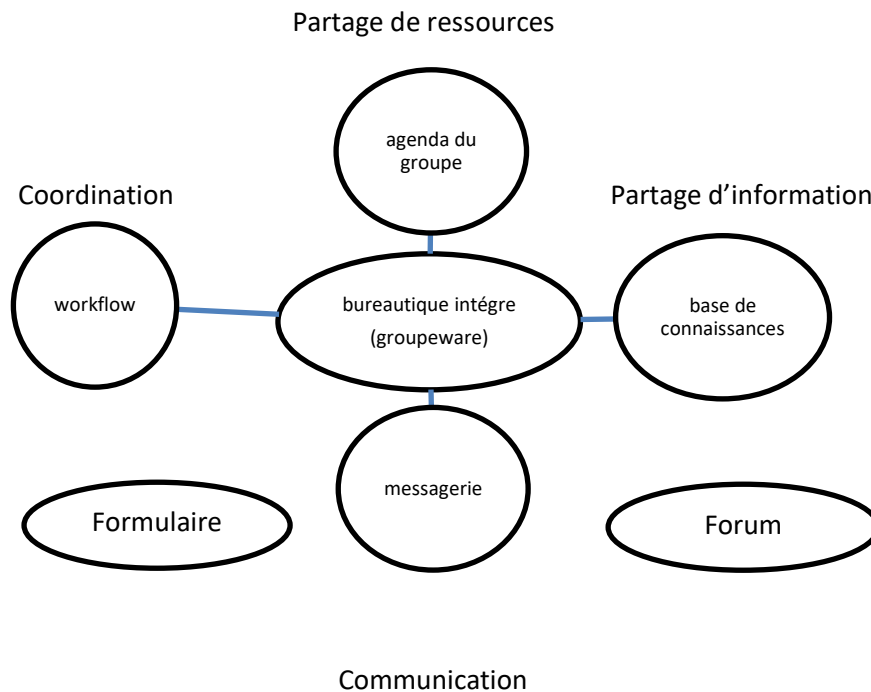 Partage de ressources
agenda du
groupe
Coordination
Partage d’information
workflow
bureautique intégre
(groupeware)
base de
connaissances
messagerie
Formulaire
Forum
Communication